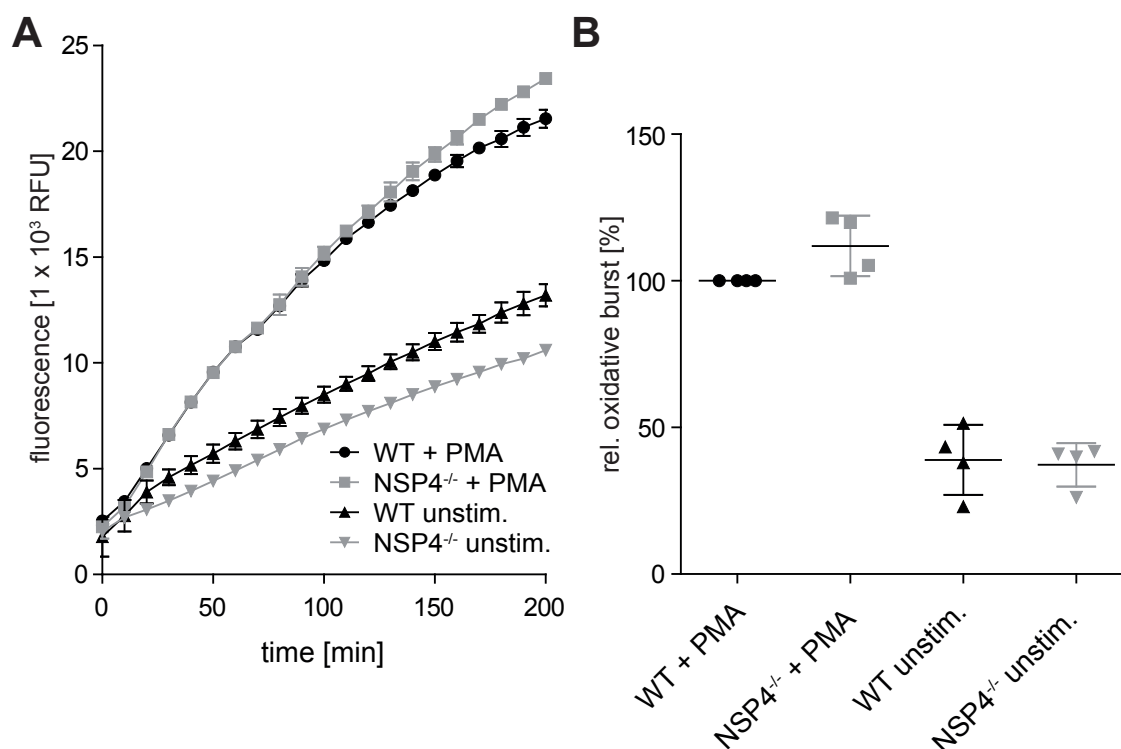 A
fluorescence [1 x 10³ RFU]
25
20
15
10
5
0
0
50
100
150
200
time [min]
WT + PMA
NSP4⁻/⁻ + PMA
WT unstim.
NSP4⁻/⁻ unstim.
B
rel. oxidative burst [%]
150
100
50
0
WT + PMA
NSP4⁻/⁻ + PMA
WT unstim.
NSP4⁻/⁻ unstim.